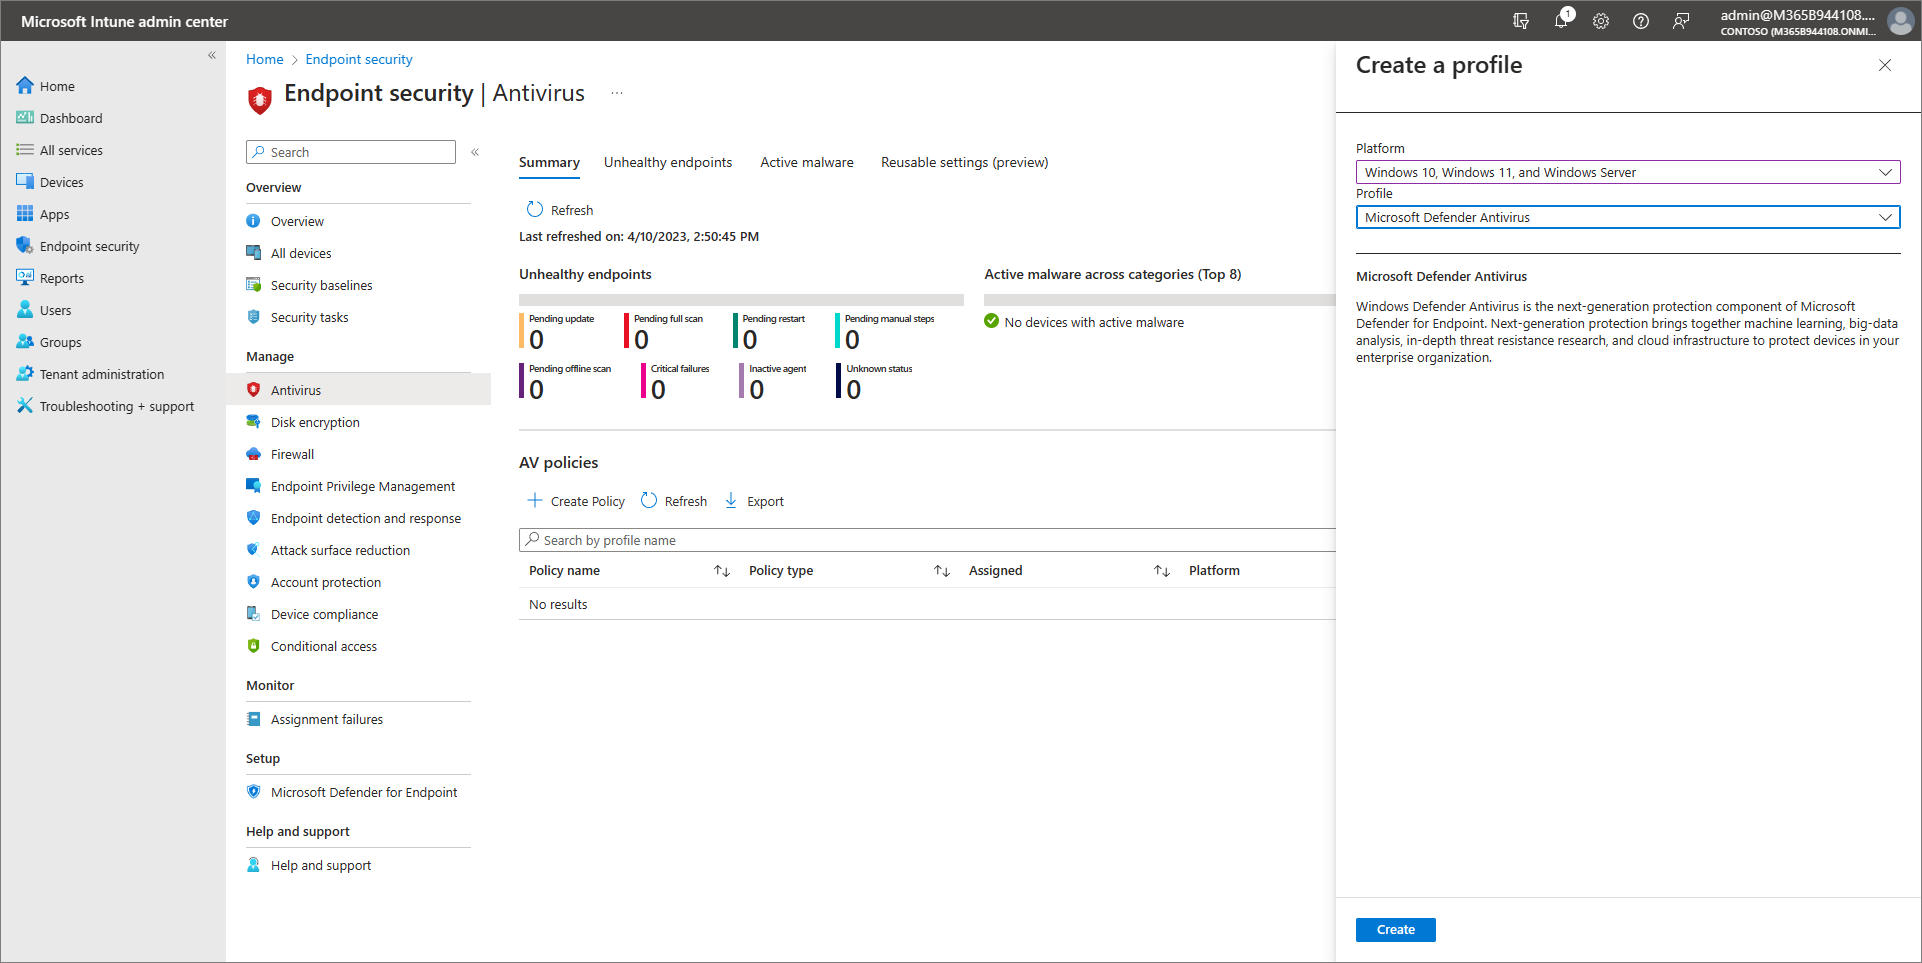 Microsoft Intune admin center
1
admin@M365B944108....
CONTOSO (M365B944108.ONMI...
Home
Dashboard
All services
Devices
Apps
Endpoint security
Reports
Users
Groups
Tenant administration
Troubleshooting + support
Home > Endpoint security
Endpoint security | Antivirus ...
Search
Overview
Overview
All devices
Security baselines
Security tasks
Manage
Antivirus
Disk encryption
Firewall
Endpoint Privilege Management
Endpoint detection and response
Attack surface reduction
Account protection
Device compliance
Conditional access
Monitor
Assignment failures
Setup
Microsoft Defender for Endpoint
Help and support
Help and support
Summary Unhealthy endpoints Active malware Reusable settings (preview)
Refresh
Last refreshed on: 4/10/2023, 2:50:45 PM
Unhealthy endpoints
Pending update Pending full scan Pending restart Pending manual steps
0 0 0 0
Pending offline scan Critical failures Inactive agent Unknown status
0 0 0 0
Active malware across categories (Top 8)
No devices with active malware
AV policies
Create Policy Refresh Export
Search by profile name
Policy name Policy type Assigned Platform
No results
Create a profile
Platform
Windows 10, Windows 11, and Windows Server
Profile
Microsoft Defender Antivirus
Microsoft Defender Antivirus
Windows Defender Antivirus is the next-generation protection component of Microsoft
Defender for Endpoint. Next-generation protection brings together machine learning, big-data
analysis, in-depth threat resistance research, and cloud infrastructure to protect devices in your
enterprise organization.
Create